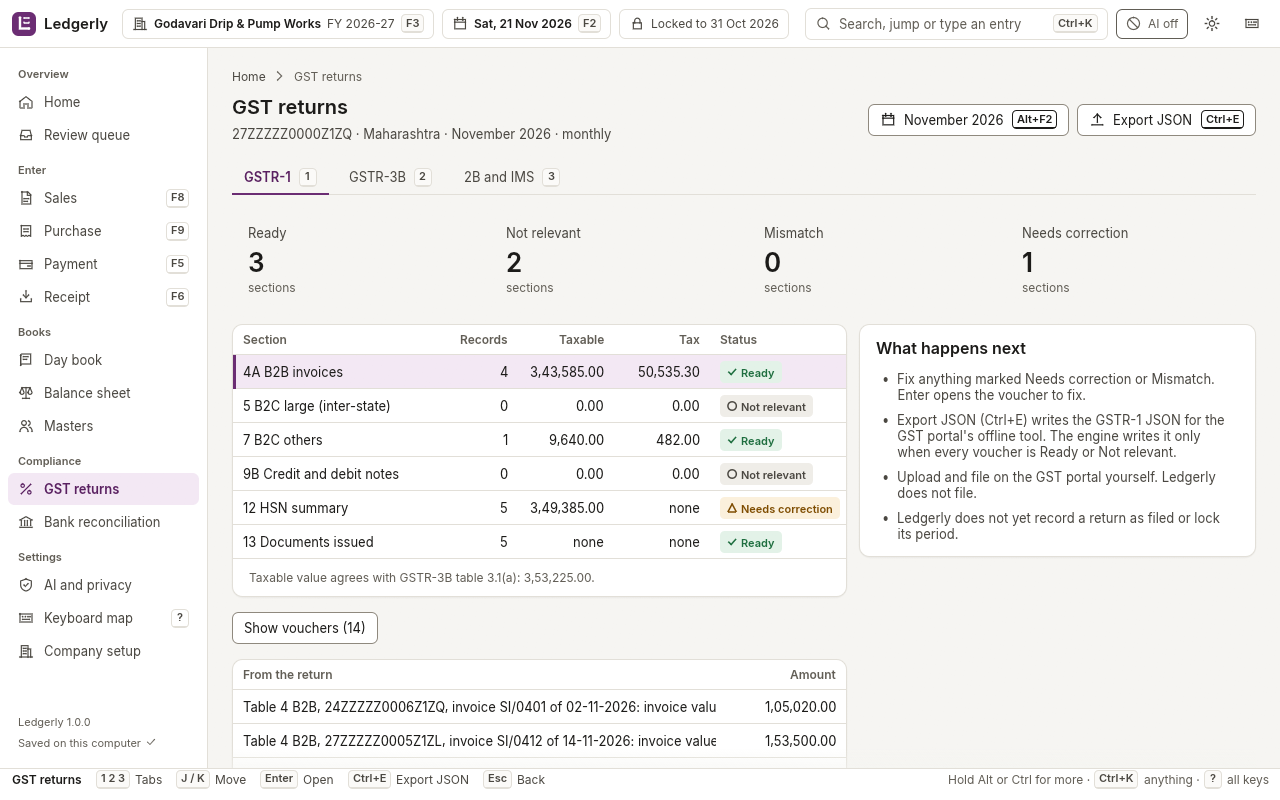 Ledgerly
Godavari Drip & Pump Works FY 2026-27 F3
Sat, 21 Nov 2026 F2
Locked to 31 Oct 2026
Search, jump or type an entry Ctrl+K
AI off
Overview
Home
Review queue
Enter
Sales F8
Purchase F9
Payment F5
Receipt F6
Books
Day book
Balance sheet
Masters
Compliance
GST returns
Bank reconciliation
Settings
AI and privacy
Keyboard map ?
Company setup
Ledgerly 1.0.0
Saved on this computer
Home GST returns
GST returns
27ZZZZZ0000Z1ZQ · Maharashtra · November 2026 · monthly
November 2026 Alt+F2
Export JSON Ctrl+E
GSTR-1 1 GSTR-3B 2 2B and IMS 3
Ready Not relevant Mismatch Needs correction
3 2 0 1
sections sections sections sections
Section Records Taxable Tax Status
4A B2B invoices 4 3,43,585.00 50,535.30 Ready
5 B2C large (inter-state) 0 0.00 0.00 Not relevant
7 B2C others 1 9,640.00 482.00 Ready
9B Credit and debit notes 0 0.00 0.00 Not relevant
12 HSN summary 5 3,49,385.00 none Needs correction
13 Documents issued 5 none none Ready
Taxable value agrees with GSTR-3B table 3.1(a): 3,53,225.00.
Show vouchers (14)
From the return Amount
Table 4 B2B, 24ZZZZZ0006Z1ZQ, invoice SI/0401 of 02-11-2026: invoice valu 1,05,020.00
Table 4 B2B, 27ZZZZZ0005Z1ZL, invoice SI/0412 of 14-11-2026: invoice value 1,53,500.00
What happens next
• Fix anything marked Needs correction or Mismatch.
Enter opens the voucher to fix.
• Export JSON (Ctrl+E) writes the GSTR-1 JSON for the
GST portal's offline tool. The engine writes it only
when every voucher is Ready or Not relevant.
• Upload and file on the GST portal yourself. Ledgerly
does not file.
• Ledgerly does not yet record a return as filed or lock
its period.
GST returns 1 2 3 Tabs J / K Move Enter Open Ctrl+E Export JSON Esc Back
Hold Alt or Ctrl for more · Ctrl+K anything · ? all keys